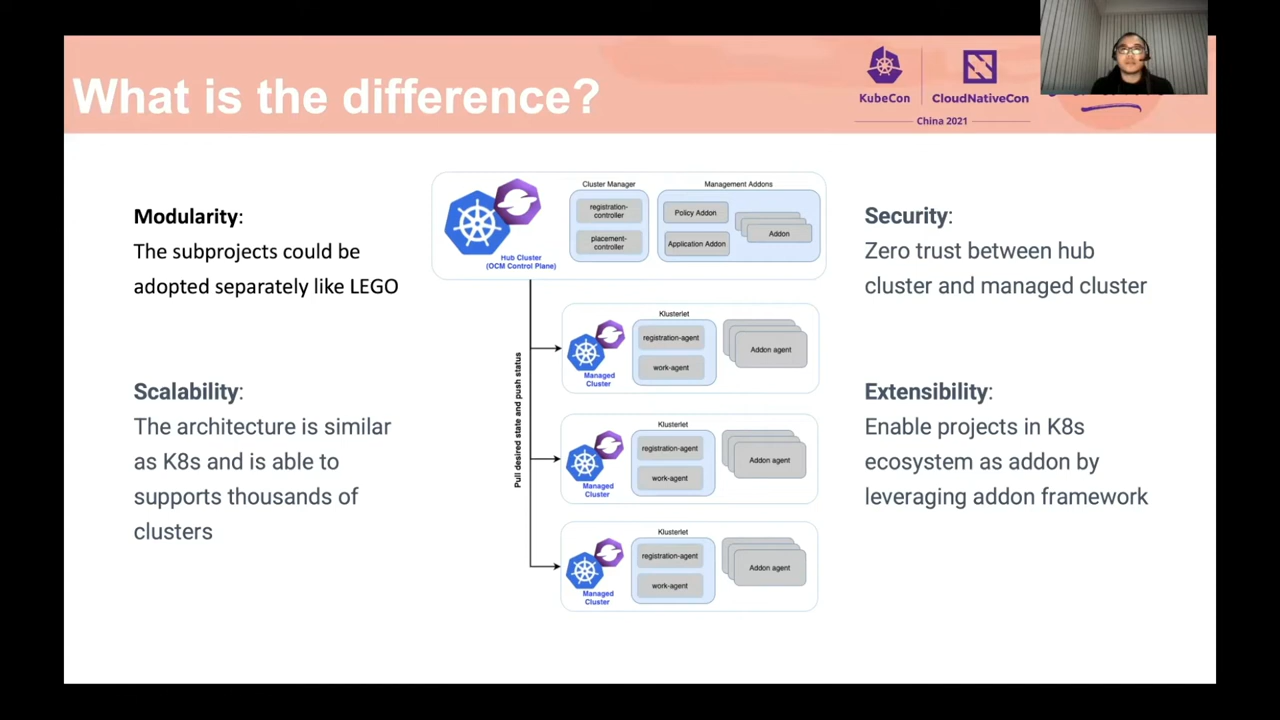 What is the difference?
KubeCon
CloudNativeCon
China 2021
Modularity:
The subprojects could be
adopted separately like LEGO
Scalability:
The architecture is similar
as K8s and is able to
supports thousands of
clusters
Hub Cluster
(OCM Control Plane)
Cluster Manager
registration-
controller
placement-
controller
Management Addons
Policy Addon
Application Addon
Addon
Pull desired state and push status
Managed
Cluster
Klusterlet
registration-agent
work-agent
Addon agent
Managed
Cluster
Klusterlet
registration-agent
work-agent
Addon agent
Managed
Cluster
Klusterlet
registration-agent
work-agent
Addon agent
Security:
Zero trust between hub
cluster and managed cluster
Extensibility:
Enable projects in K8s
ecosystem as addon by
leveraging addon framework